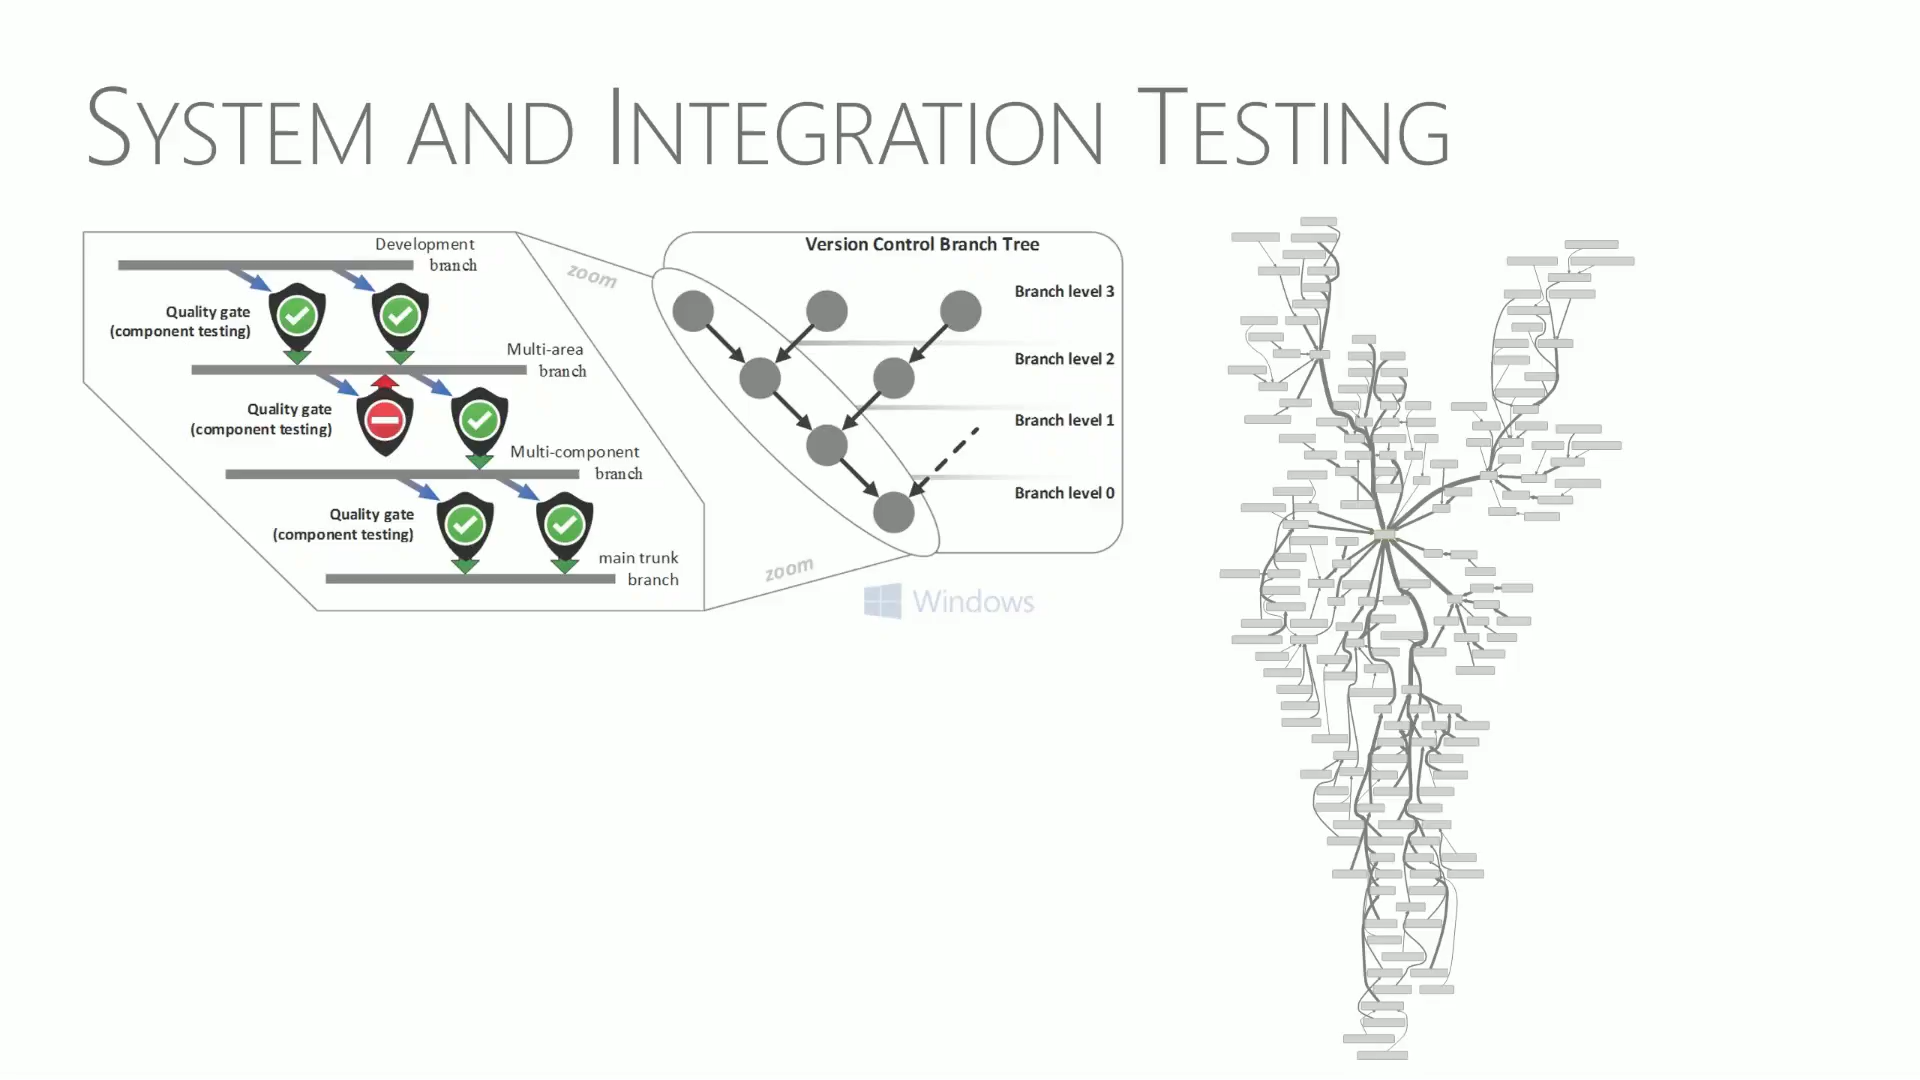 SYSTEM AND INTEGRATION TESTING
Development
branch
Quality gate
(component testing)
Multi-area
branch
Quality gate
(component testing)
Multi-component
branch
Quality gate
(component testing)
main trunk
branch
zoom
zoom
Version Control Branch Tree
Branch level 3
Branch level 2
Branch level 1
Branch level 0
Windows